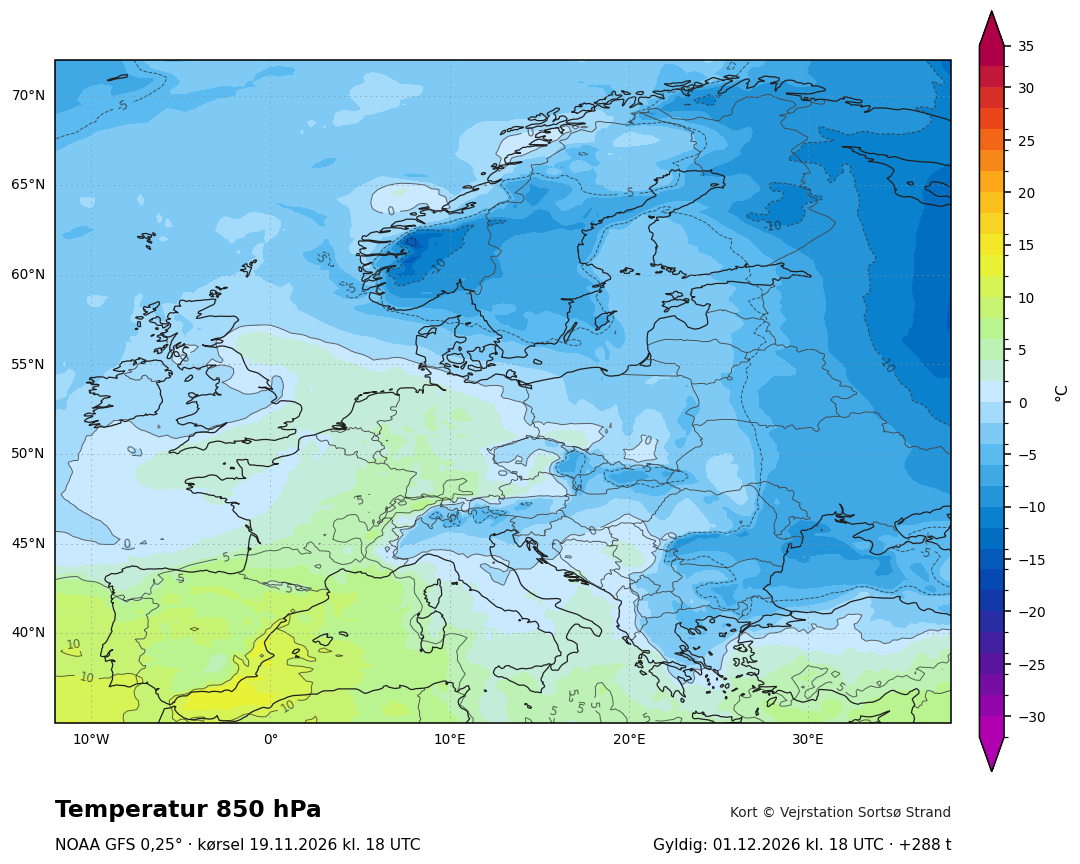 70°N
65°N
60°N
55°N
50°N
45°N
40°N
10°W 0° 10°E 20°E 30°E
35
30
25
20
15
10
5
0
−5
−10
−15
−20
−25
−30
°C
Temperatur 850 hPa
Kort © Vejrstation Sortsø Strand
NOAA GFS 0,25° · kørsel 19.11.2026 kl. 18 UTC
Gyldig: 01.12.2026 kl. 18 UTC · +288 t